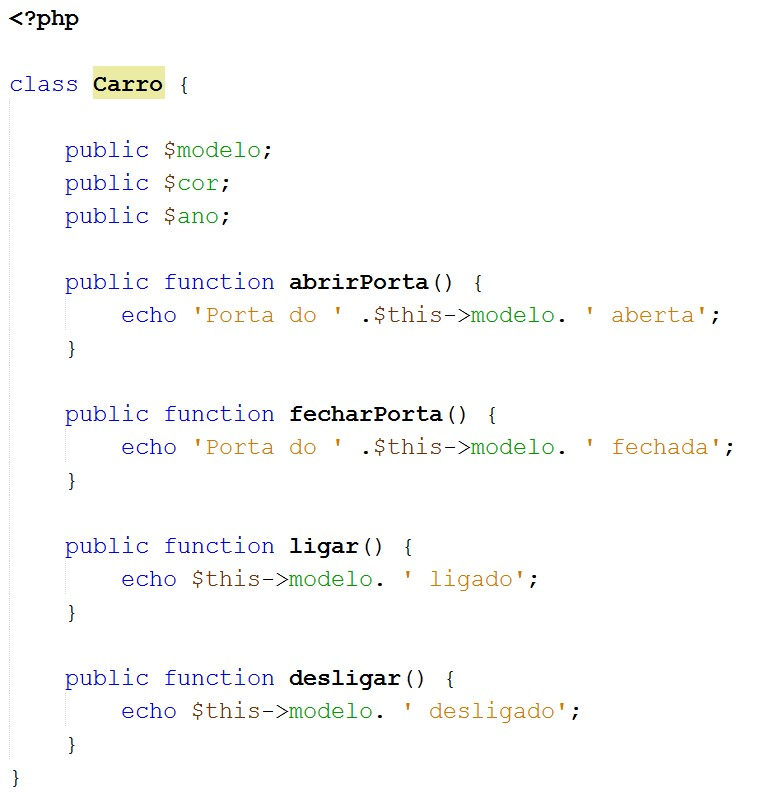 <?php
class Carro {
public $modelo;
public $cor;
public $ano;
public function abrirPorta() {
echo 'Porta do ' .$this->modelo. ' aberta';
}
public function fecharPorta() {
echo 'Porta do ' .$this->modelo. ' fechada';
}
public function ligar() {
echo $this->modelo. ' ligado';
}
public function desligar() {
echo $this->modelo. ' desligado';
}
}